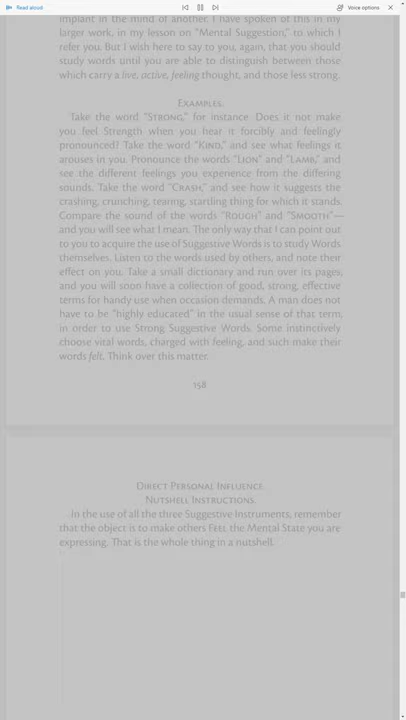 Read aloud
Voice options
implant in the mind of another. I have spoken of this in my
larger work, in my lesson on "Mental Suggestion," to which I
refer you. But I wish here to say to you, again, that you should
study words until you are able to distinguish between those
which carry a live, active, feeling thought, and those less strong.
Examples.
Take the word "Strong," for instance. Does it not make
you feel Strength when you hear it forcibly and feelingly
pronounced? Take the word "Kind," and see what feelings it
arouses in you. Pronounce the words "Lion" and "Lamb," and
see the different feelings you experience from the differing
sounds. Take the word "Crash," and see how it suggests the
crashing, crunching, tearing, startling thing for which it stands.
Compare the sound of the words "Rough" and "Smooth"—
and you will see what I mean. The only way that I can point out
to you to acquire the use of Suggestive Words is to study Words
themselves. Listen to the words used by others, and note their
effect on you. Take a small dictionary and run over its pages,
and you will soon have a collection of good, strong, effective
terms for handy use when occasion demands. A man does not
have to be "highly educated" in the usual sense of that term,
in order to use Strong Suggestive Words. Some instinctively
choose vital words, charged with feeling, and such make their
words felt. Think over this matter.
158
Direct Personal Influence.
Nutshell Instructions.
In the use of all the three Suggestive Instruments, remember
that the object is to make others Feel the Mental State you are
expressing. That is the whole thing in a nutshell.